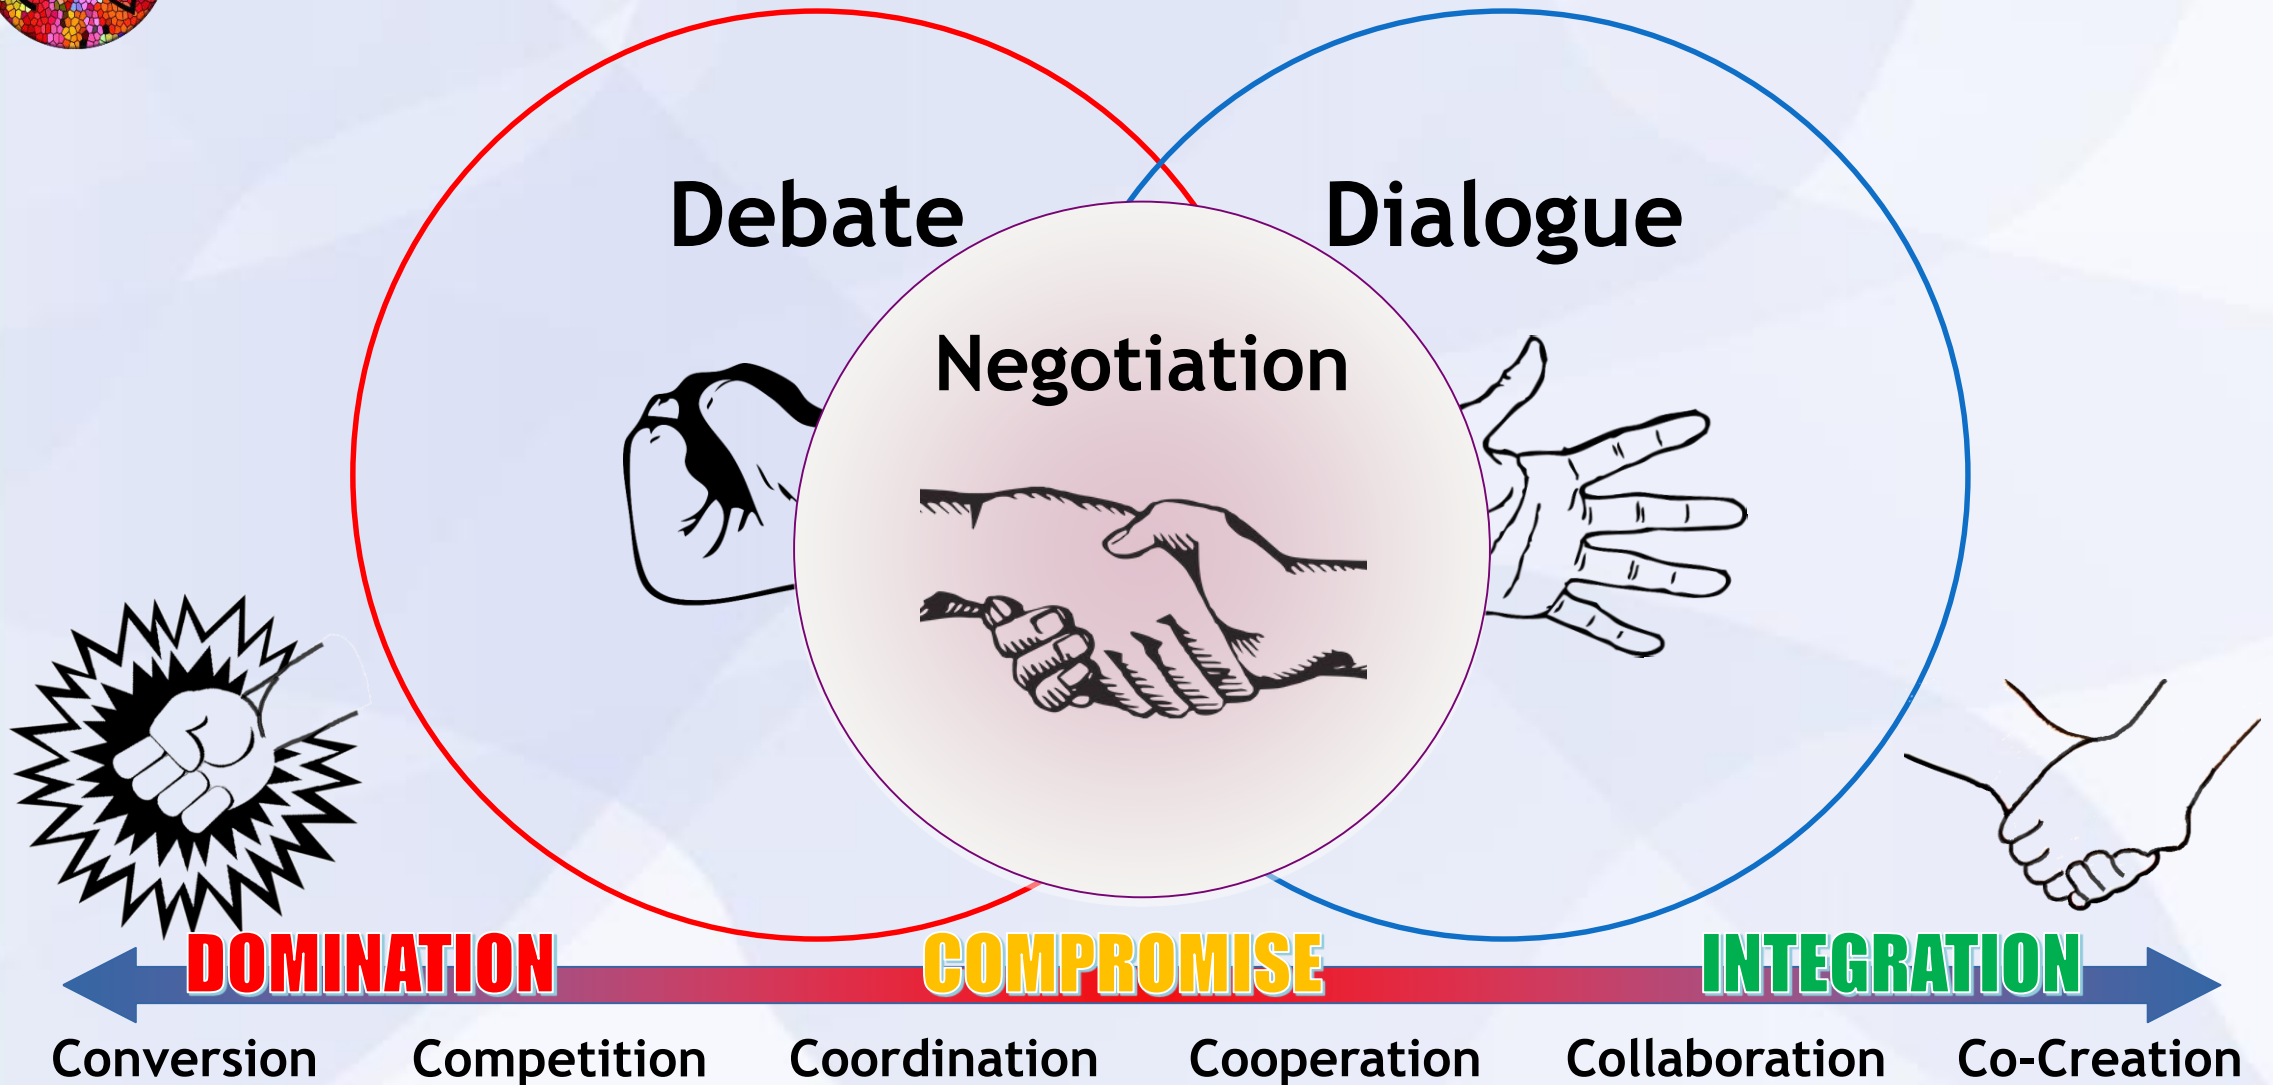 Debate
Dialogue
Negotiation
DOMINATION
COMPROMISE
INTEGRATION
Conversion
Competition
Coordination
Cooperation
Collaboration
Co-Creation